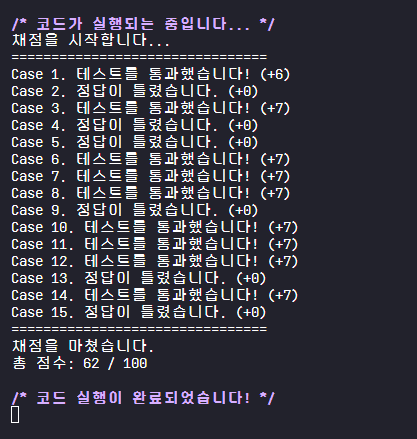 /* 코드가 실행되는 중입니다... */
채점을 시작합니다...
================================
Case 1. 테스트를 통과했습니다! (+6)
Case 2. 정답이 틀렸습니다. (+0)
Case 3. 테스트를 통과했습니다! (+7)
Case 4. 정답이 틀렸습니다. (+0)
Case 5. 정답이 틀렸습니다. (+0)
Case 6. 테스트를 통과했습니다! (+7)
Case 7. 테스트를 통과했습니다! (+7)
Case 8. 테스트를 통과했습니다! (+7)
Case 9. 정답이 틀렸습니다. (+0)
Case 10. 테스트를 통과했습니다! (+7)
Case 11. 테스트를 통과했습니다! (+7)
Case 12. 테스트를 통과했습니다! (+7)
Case 13. 정답이 틀렸습니다. (+0)
Case 14. 테스트를 통과했습니다! (+7)
Case 15. 정답이 틀렸습니다. (+0)
================================
채점을 마쳤습니다.
총 점수: 62 / 100
/* 코드 실행이 완료되었습니다! */